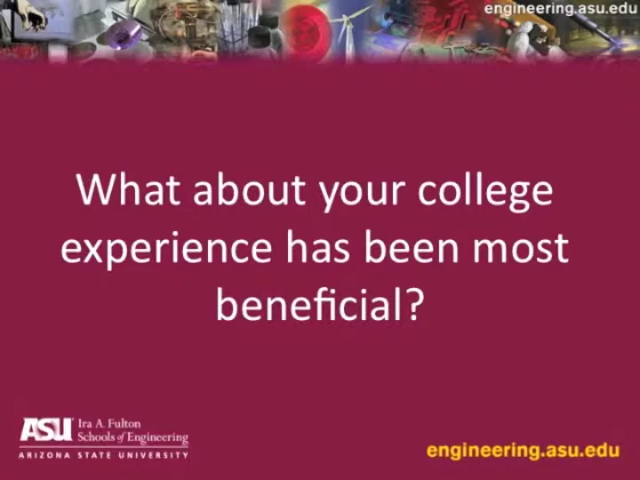 engineering.asu.edu
What about your college
experience has been most
beneficial?
ASU Ira A. Fulton
Schools of Engineering
ARIZONA STATE UNIVERSITY
engineering.asu.edu